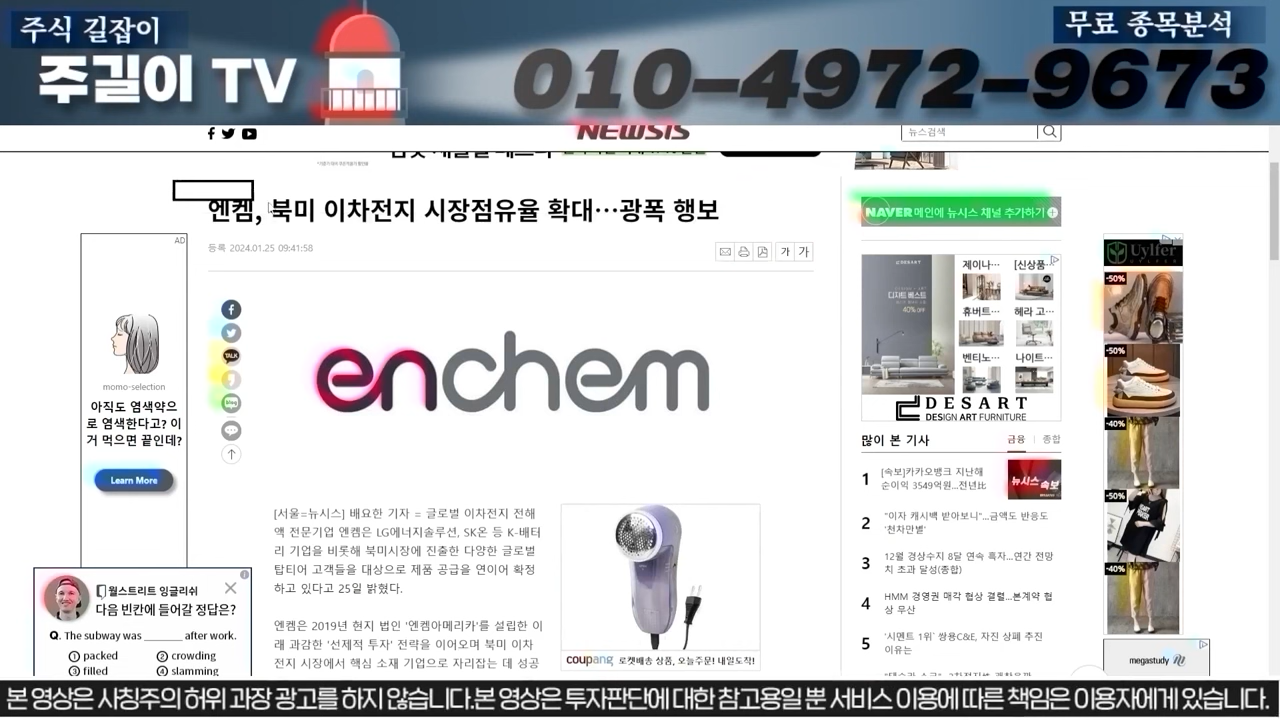 주식 길잡이
주길이 TV
무료 종목분석
010-4972-9673
NEWSIS
뉴스검색
엔켐, 북미 이차전지 시장점유율 확대…광폭 행보
등록 2024.01.25 09:41:58
가 가
AD
momo-selection
아직도 염색약으
로 염색한다고? 이
거 먹으면 끝인데?
Learn More
TALK
blog
enchem
[서울=뉴시스] 배요한 기자 = 글로벌 이차전지 전해
액 전문기업 엔켐은 LG에너지솔루션, SK온 등 K-배터
리 기업을 비롯해 북미시장에 진출한 다양한 글로벌
탑티어 고객들을 대상으로 제품 공급을 연이어 확정
하고 있다고 25일 밝혔다.
엔켐은 2019년 현지 법인 '엔켐아메리카'를 설립한 이
래 과감한 '선제적 투자' 전략을 이어오며 북미 이차
전지 시장에서 핵심 소재 기업으로 자리잡는 데 성공
coupang 로켓배송 상품, 오늘주문! 내일도착!
월스트리트 잉글리쉬
다음 빈칸에 들어갈 정답은?
Q. The subway was _______ after work.
① packed ② crowding
③ filled ④ slamming
NAVER 메인에 뉴시스 채널 추가하기
DESART
디자트 베스트
40%
제이나… [신상품…
휴버트… 헤라 고…
벤티노… 나이트…
DESART
DESIGN ART FURNITURE
많이 본 기사 금융 종합
1 [속보]카카오뱅크 지난해
순이익 3549억원…전년比
뉴시스 속보
2 "이자 캐시백 받아보니"…금액도 반응도
'천차만별'
3 12월 경상수지 8달 연속 흑자…연간 전망
치 초과 달성(종합)
4 HMM 경영권 매각 협상 결렬…본계약 협
상 무산
5 '시멘트 1위' 쌍용C&E, 자진 상폐 추진
이유는
Uylfer
-50%
-50%
-40%
-50%
-40%
megastudy
본 영상은 사칭주의 허위 과장 광고를 하지 않습니다.본 영상은 투자판단에 대한 참고용일 뿐 서비스 이용에 따른 책임은 이용자에게 있습니다.